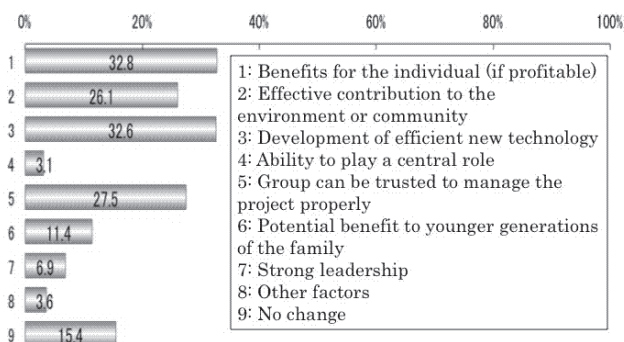 0% 20% 40% 60% 80% 100%
1 32.8
2 26.1
3 32.6
4 3.1
5 27.5
6 11.4
7 6.9
8 3.6
9 15.4
1: Benefits for the individual (if profitable)
2: Effective contribution to the
environment or community
3: Development of efficient new technology
4: Ability to play a central role
5: Group can be trusted to manage the
project properly
6: Potential benefit to younger generations
of the family
7: Strong leadership
8: Other factors
9: No change